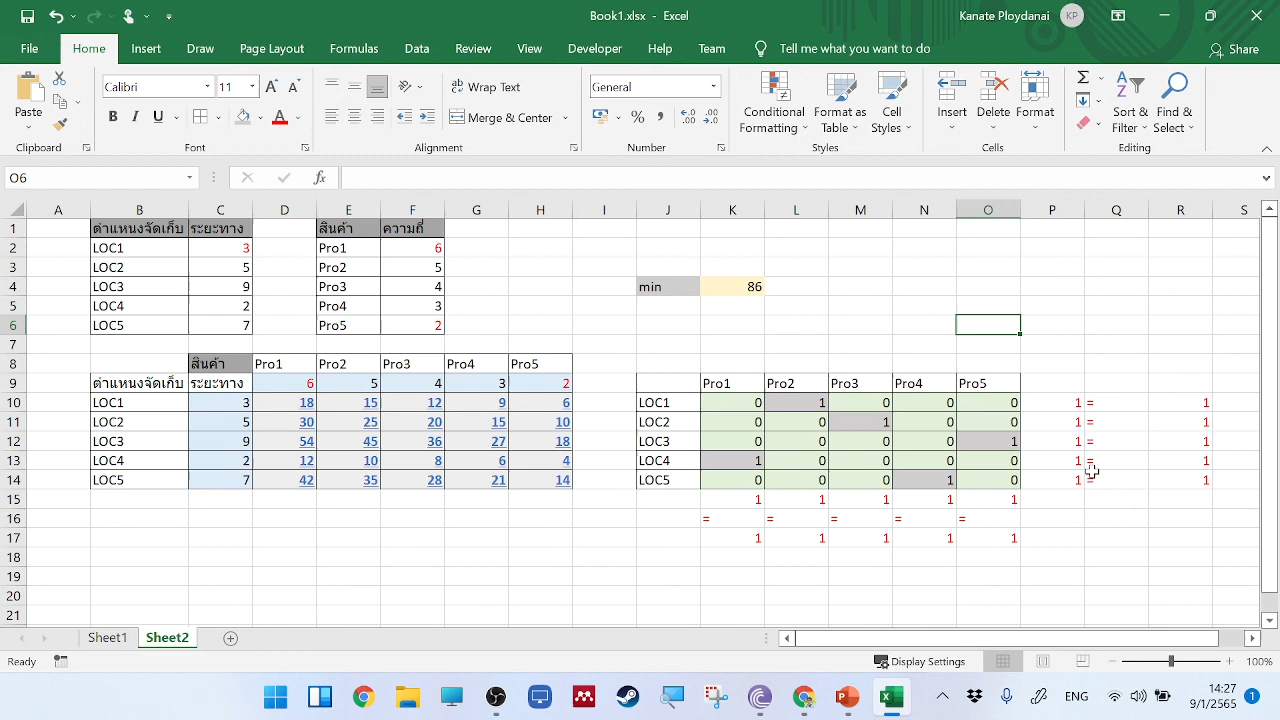 Book1.xlsx - Excel
Kanate Ploydanai KP
File Home Insert Draw Page Layout Formulas Data Review View Developer Help Team Tell me what you want to do Share
Calibri 11 Wrap Text General
Paste B I U Merge & Center Conditional Formatting Format as Table Cell Styles Insert Delete Format Sort & Filter Find & Select
Clipboard Font Alignment Number Styles Cells Editing
O6 fx
A B C D E F G H I J K L M N O P Q R S
1 ตำแหน่งจัดเก็บ ระยะทาง สินค้า ความถี่
2 LOC1 3 Pro1 6
3 LOC2 5 Pro2 5
4 LOC3 9 Pro3 4 min 86
5 LOC4 2 Pro4 3
6 LOC5 7 Pro5 2
7
8 สินค้า Pro1 Pro2 Pro3 Pro4 Pro5
9 ตำแหน่งจัดเก็บ ระยะทาง 6 5 4 3 2 Pro1 Pro2 Pro3 Pro4 Pro5
10 LOC1 3 18 15 12 9 6 LOC1 0 1 0 0 0 1 = 1
11 LOC2 5 30 25 20 15 10 LOC2 0 0 1 0 0 1 = 1
12 LOC3 9 54 45 36 27 18 LOC3 0 0 0 0 1 1 = 1
13 LOC4 2 12 10 8 6 4 LOC4 1 0 0 0 0 1 = 1
14 LOC5 7 42 35 28 21 14 LOC5 0 0 0 1 0 1 = 1
15 1 1 1 1 1
16 = = = = =
17 1 1 1 1 1
18
19
20
21
Sheet1 Sheet2
Ready Display Settings 100%
ENG 14:27
9/1/2565 1